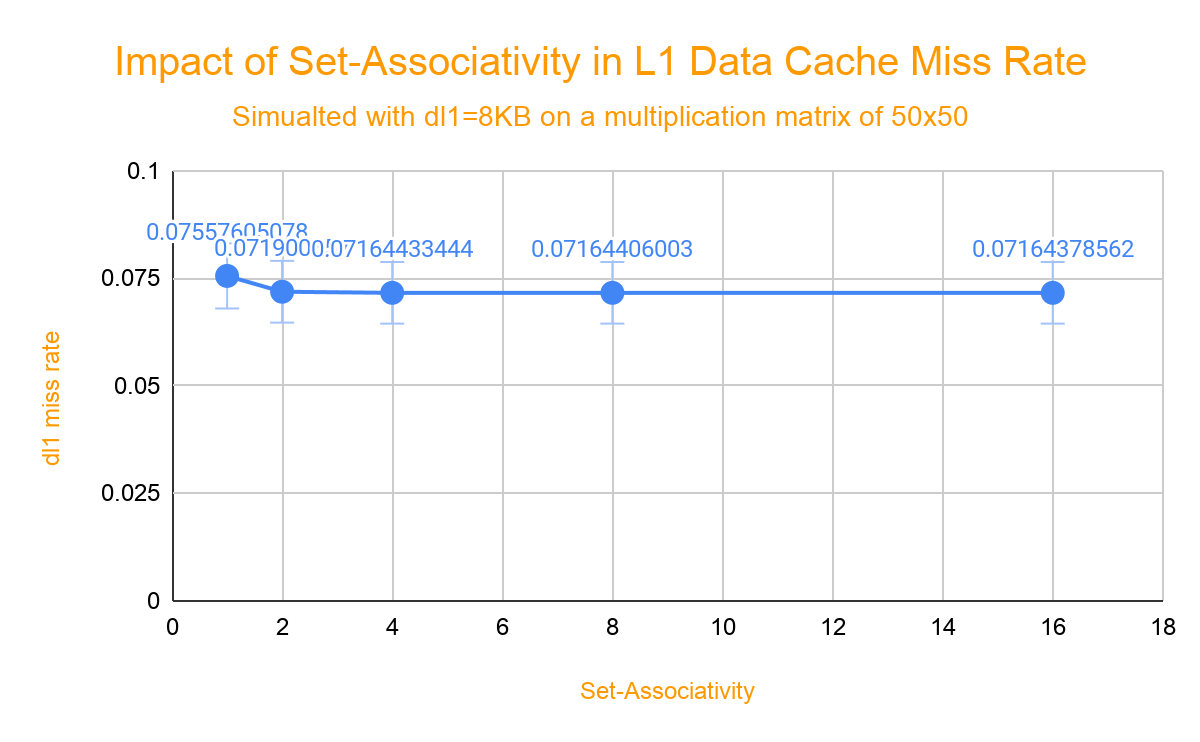 Impact of Set-Associativity in L1 Data Cache Miss Rate
Simualted with dl1=8KB on a multiplication matrix of 50x50
0.1
0.075
0.05
0.025
0
dl1 miss rate
0.07557605078
0.07164433444
0.07164406003
0.07164378562
0 2 4 6 8 10 12 14 16 18
Set-Associativity